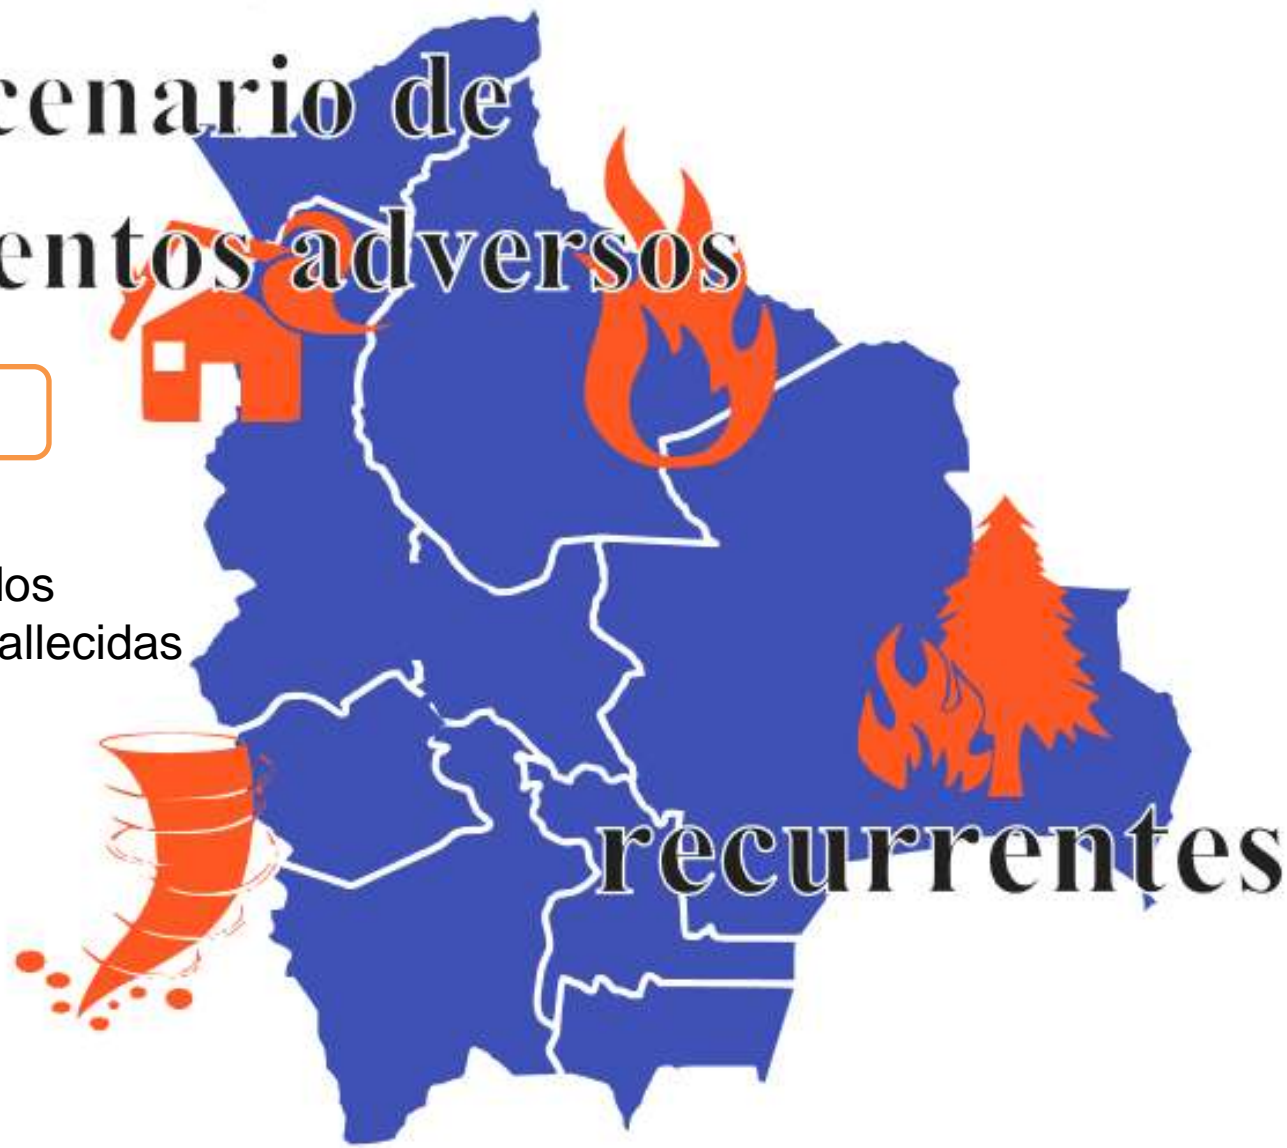 cenario de
entos adversos
los
allecidas
recurrentes